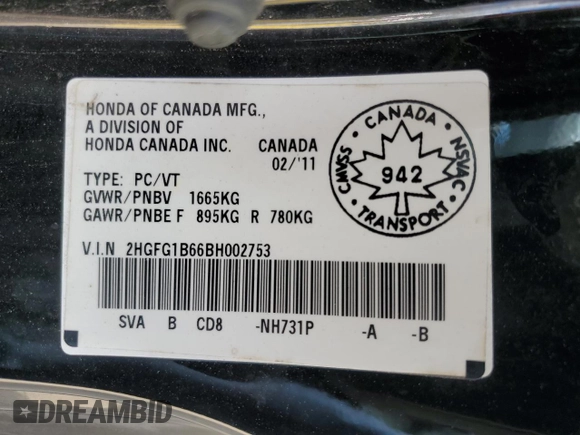 HONDA OF CANADA MFG.,
A DIVISION OF
HONDA CANADA INC. CANADA
02/'11
TYPE: PC/VT
GVWR/PNBV 1665KG
GAWR/PNBE F 895KG R 780KG
V.I.N 2HGFG1B66BH002753
SVA B CD8 -NH731P -A -B
CANADA
CMVSS NSVAC
942
TRANSPORT
DREAMBID